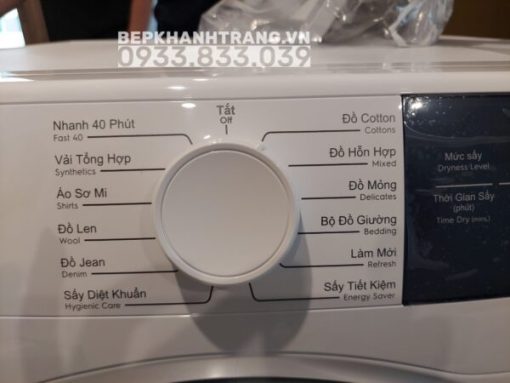 BEPKHANHTRANG.VN
0933.833.039
Tắt
Off
Nhanh 40 Phút
Fast 40
Vải Tổng Hợp
Synthetics
Áo Sơ Mi
Shirts
Đồ Len
Wool
Đồ Jean
Denim
Sấy Diệt Khuẩn
Hygienic Care
Đồ Cotton
Cottons
Đồ Hỗn Hợp
Mixed
Đồ Mỏng
Delicates
Bộ Đồ Giường
Bedding
Làm Mới
Refresh
Sấy Tiết Kiệm
Energy Saver
Mức sấy
Dryness Level
Thời Gian Sấy
(phút)
Time Dry (mins.)